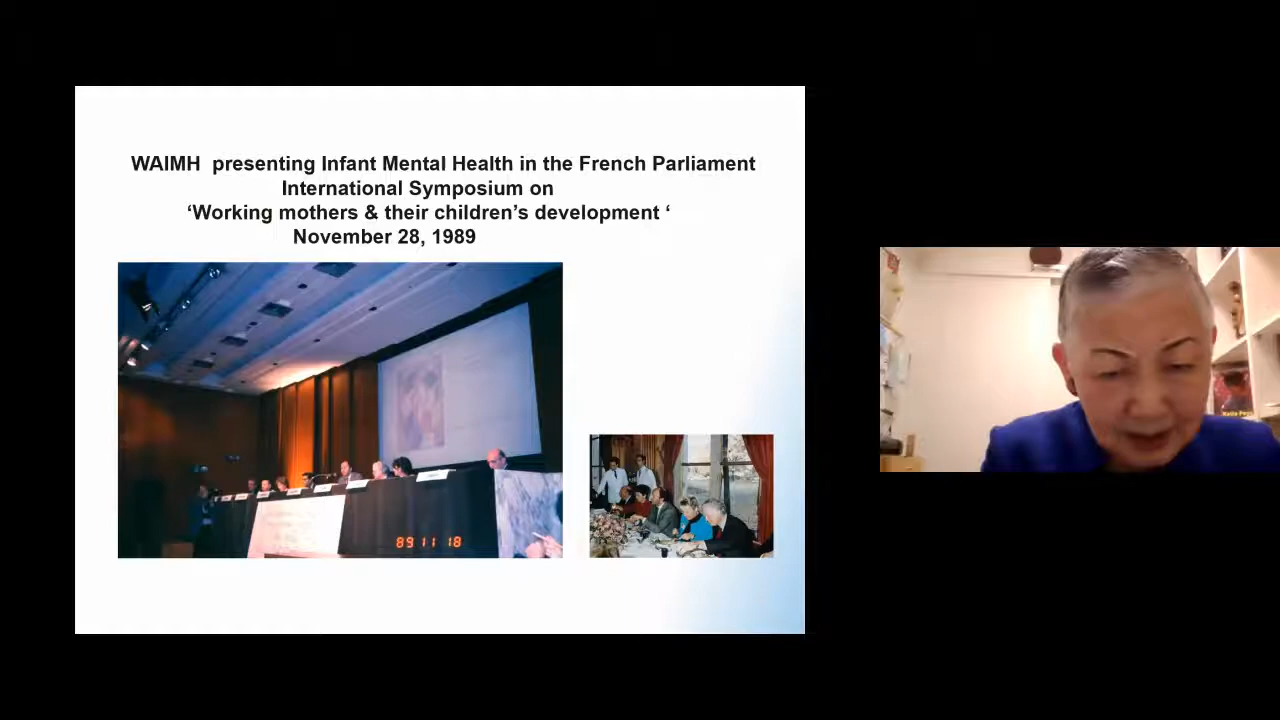 WAIMH  presenting Infant Mental Health in the French Parliament
International Symposium on
‘Working mothers & their children’s development ‘
November 28, 1989
89 11 18